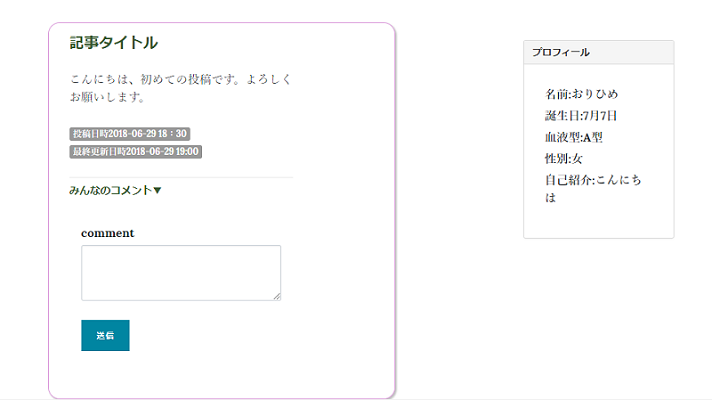 記事タイトル
こんにちは、初めての投稿です。よろしく
お願いします。
投稿日時2018-06-29 18：30
最終更新日時2018-06-29 19:00
みんなのコメント▼
comment
送信
プロフィール
名前:おりひめ
誕生日:7月7日
血液型:A型
性別:女
自己紹介:こんにち
は